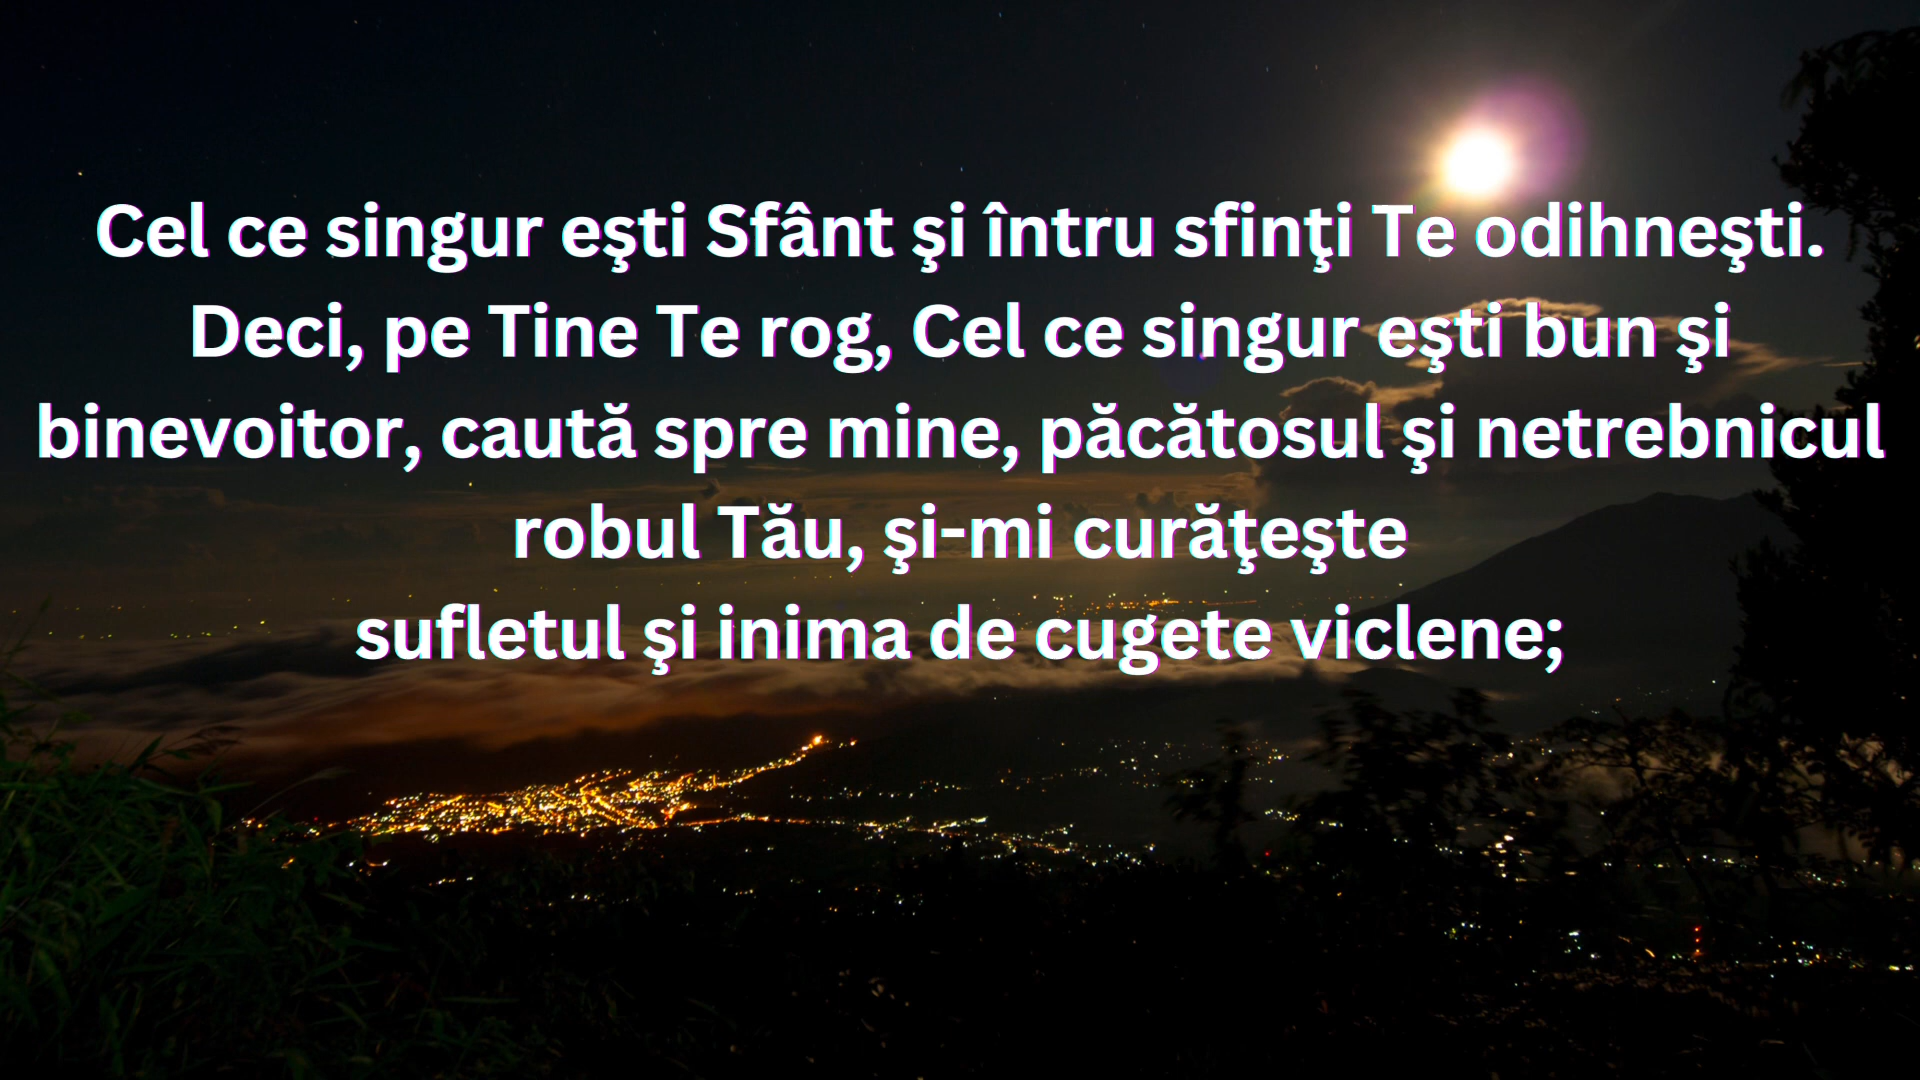 Cel ce singur eşti Sfânt şi întru sfinţi Te odihneşti.
Deci, pe Tine Te rog, Cel ce singur eşti bun şi
binevoitor, caută spre mine, păcătosul şi netrebnicul
robul Tău, şi-mi curăţeşte
sufletul şi inima de cugete viclene;